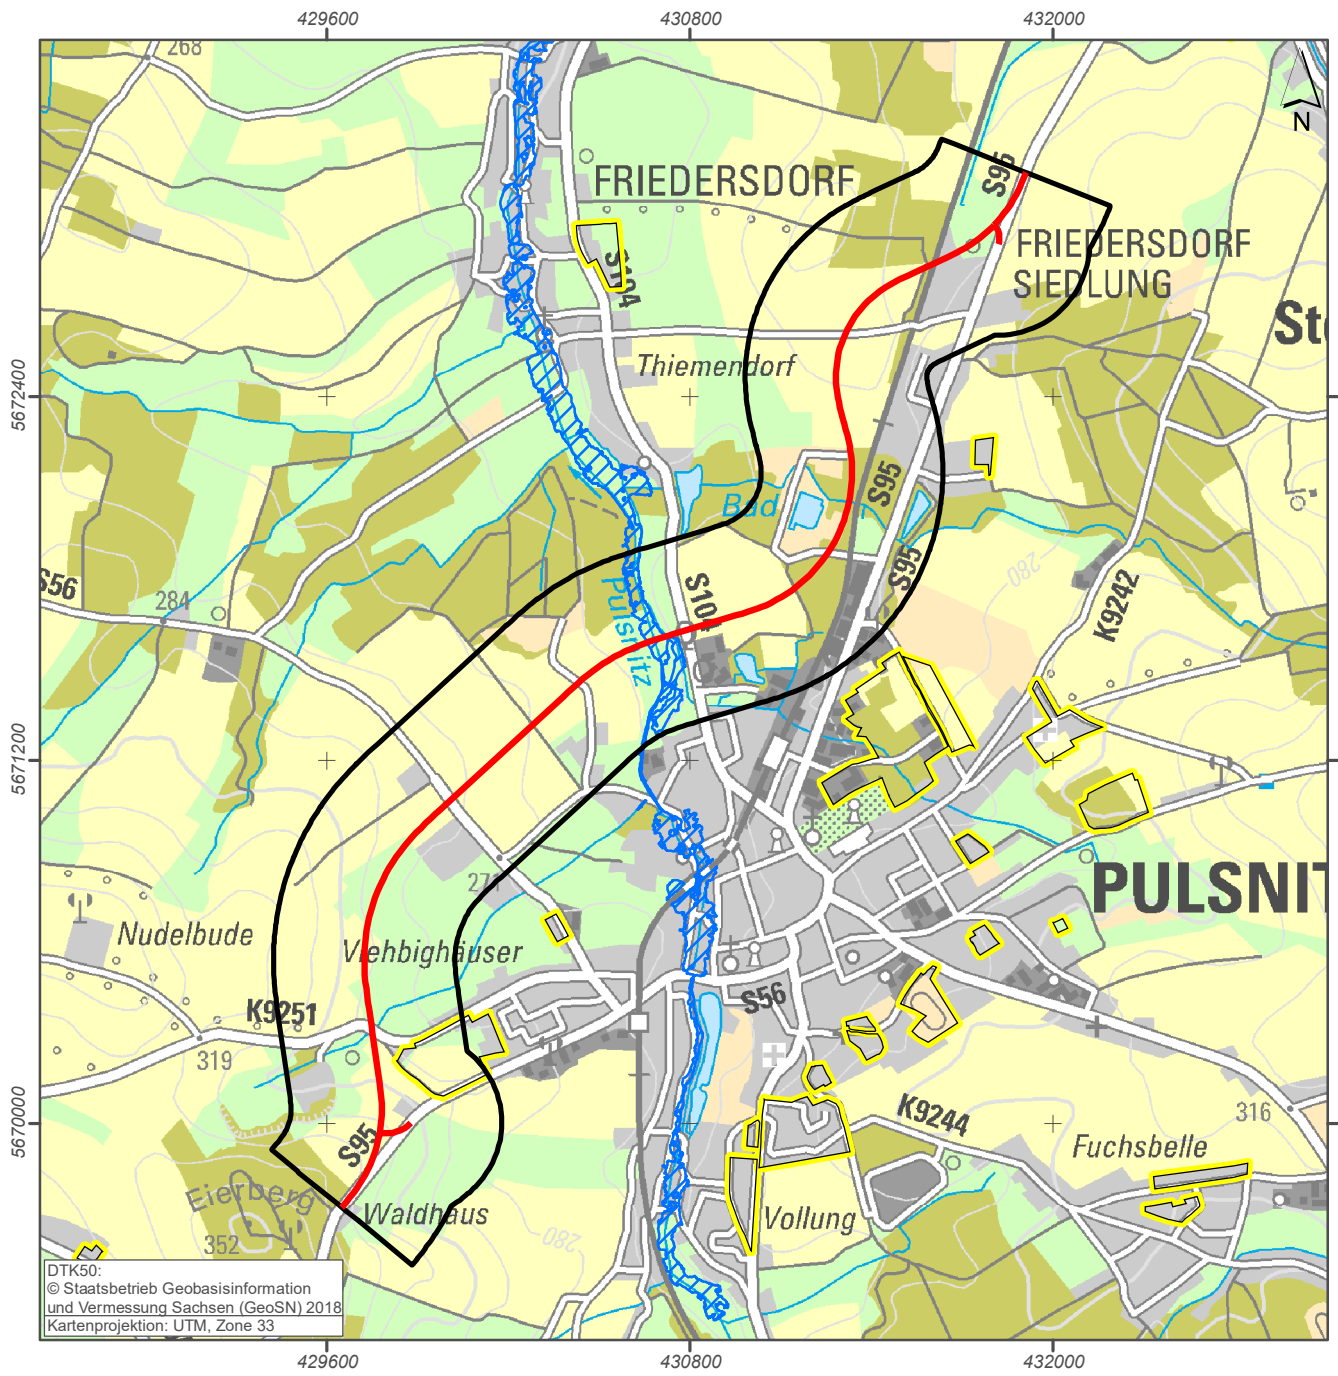 429600
430800
432000
268
N
FRIEDERSDORF
S95
S104
FRIEDERSDORF
SIEDLUNG
Thiemendorf
5672400
Bad
S95
S95
280
S56
284
Pulsnitz
S104
K9242
5671200
271
PULSNIT
Nudelbude
Viehbighäuser
S56
K9251
319
5670000
S95
K9244
316
Fuchsbelle
Eierberg
352
Waldhaus
Vollung
280
DTK50:
© Staatsbetrieb Geobasisinformation
und Vermessung Sachsen (GeoSN) 2018
Kartenprojektion: UTM, Zone 33
429600
430800
432000